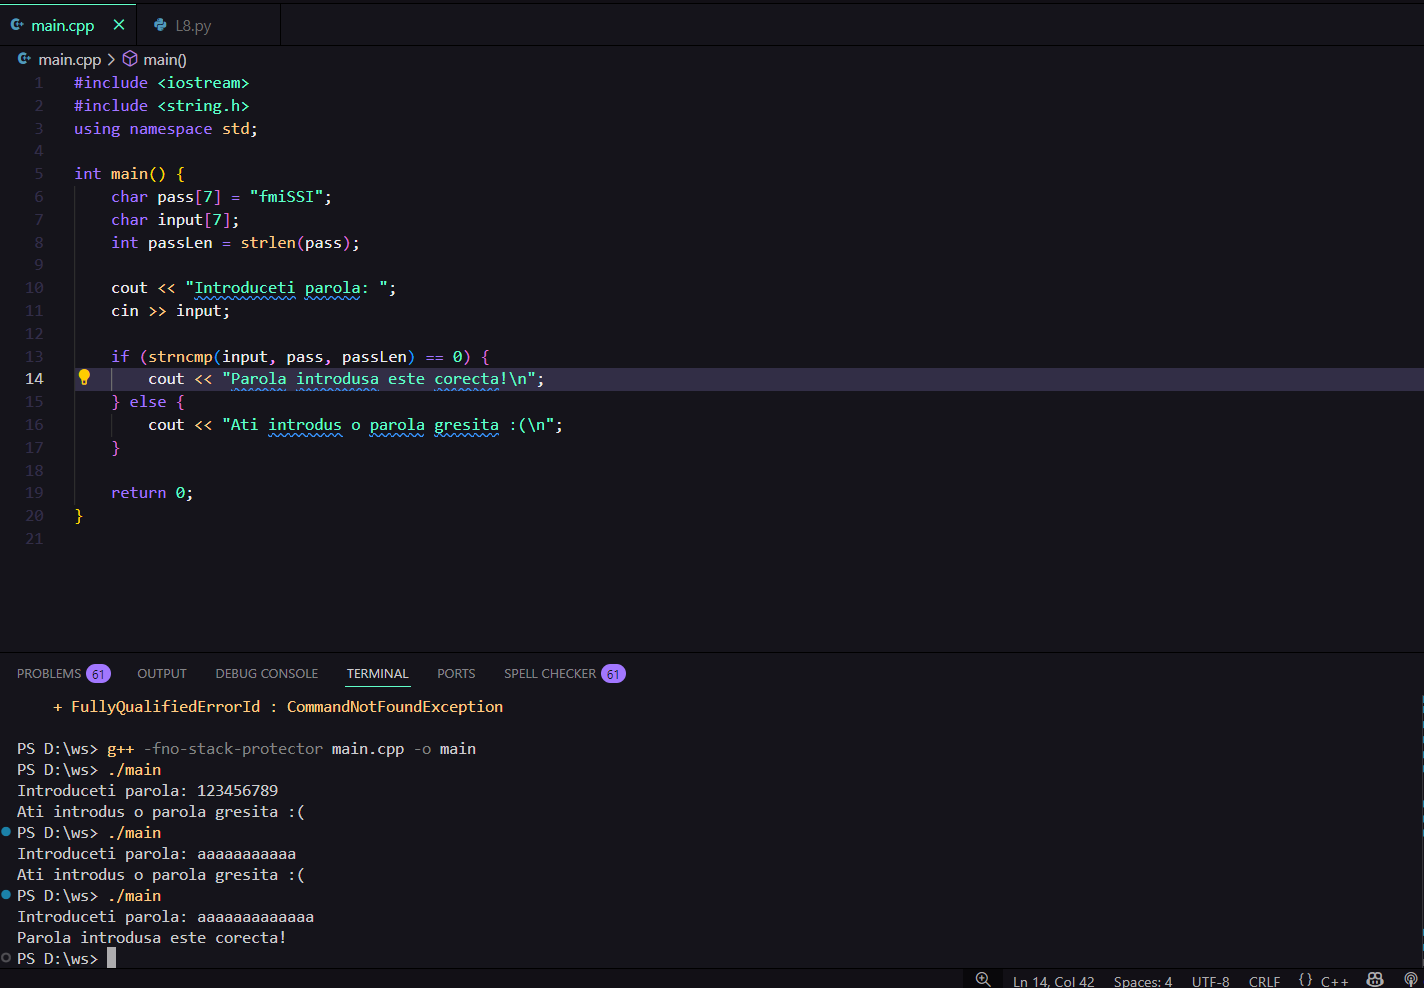 main.cpp
L8.py
main.cpp > main()
1 #include <iostream>
2 #include <string.h>
3 using namespace std;
4
5 int main() {
6     char pass[7] = "fmiSSI";
7     char input[7];
8     int passLen = strlen(pass);
9
10     cout << "Introduceti parola: ";
11     cin >> input;
12
13     if (strncmp(input, pass, passLen) == 0) {
14         cout << "Parola introdusa este corecta!\n";
15     } else {
16         cout << "Ati introdus o parola gresita :(\n";
17     }
18
19     return 0;
20 }
21
PROBLEMS 61 OUTPUT DEBUG CONSOLE TERMINAL PORTS SPELL CHECKER 61
    + FullyQualifiedErrorId : CommandNotFoundException
PS D:\ws> g++ -fno-stack-protector main.cpp -o main
PS D:\ws> ./main
Introduceti parola: 123456789
Ati introdus o parola gresita :(
PS D:\ws> ./main
Introduceti parola: aaaaaaaaaaa
Ati introdus o parola gresita :(
PS D:\ws> ./main
Introduceti parola: aaaaaaaaaaaaa
Parola introdusa este corecta!
PS D:\ws>
Ln 14, Col 42 Spaces: 4 UTF-8 CRLF {} C++